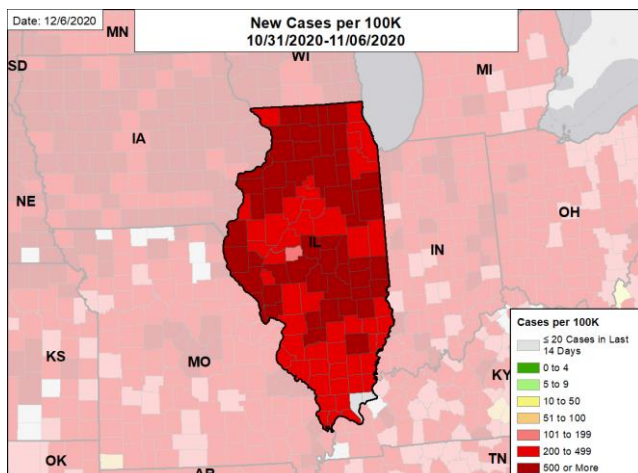 Date: 12/6/2020
New Cases per 100K
10/31/2020-11/06/2020
MN
SD
WI
MI
IA
NE
OH
IL
IN
KS
MO
KY
OK
AR
TN
Cases per 100K
≤ 20 Cases in Last
14 Days
0 to 4
5 to 9
10 to 50
51 to 100
101 to 199
200 to 499
500 or More